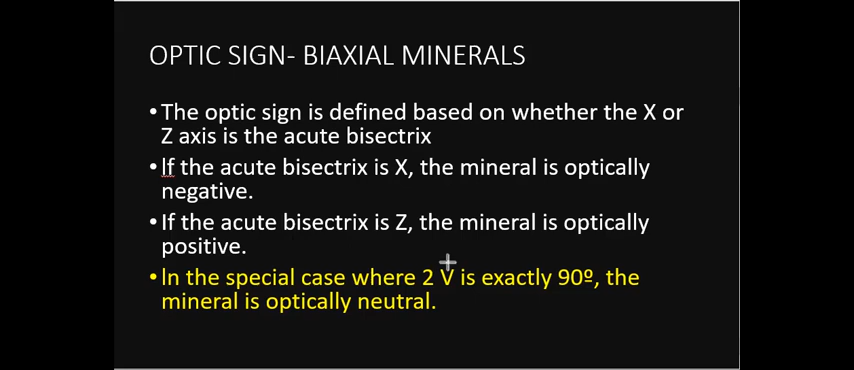 OPTIC SIGN- BIAXIAL MINERALS
•The optic sign is defined based on whether the X or
Z axis is the acute bisectrix
•If the acute bisectrix is X, the mineral is optically
negative.
•If the acute bisectrix is Z, the mineral is optically
positive.
•In the special case where 2 V is exactly 90º, the
mineral is optically neutral.